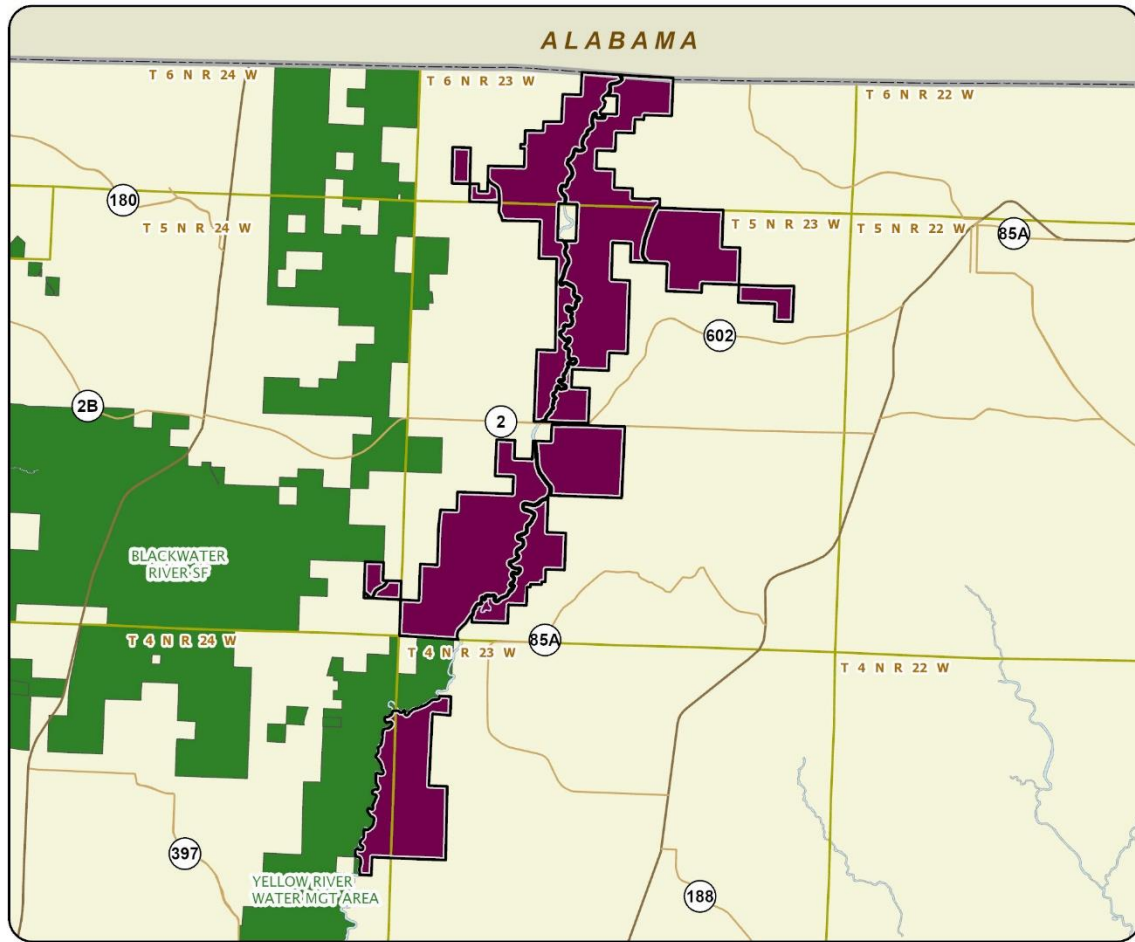 ALABAMA
T 6 N R 24 W
T 6 N R 23 W
T 6 N R 22 W
180
T 5 N R 24 W
T 5 N R 23 W
T 5 N R 22 W
85A
602
2B
2
BLACKWATER
RIVER SF
T 4 N R 24 W
T 4 N R 23 W
85A
T 4 N R 22 W
397
YELLOW RIVER
WATER MGT AREA
188